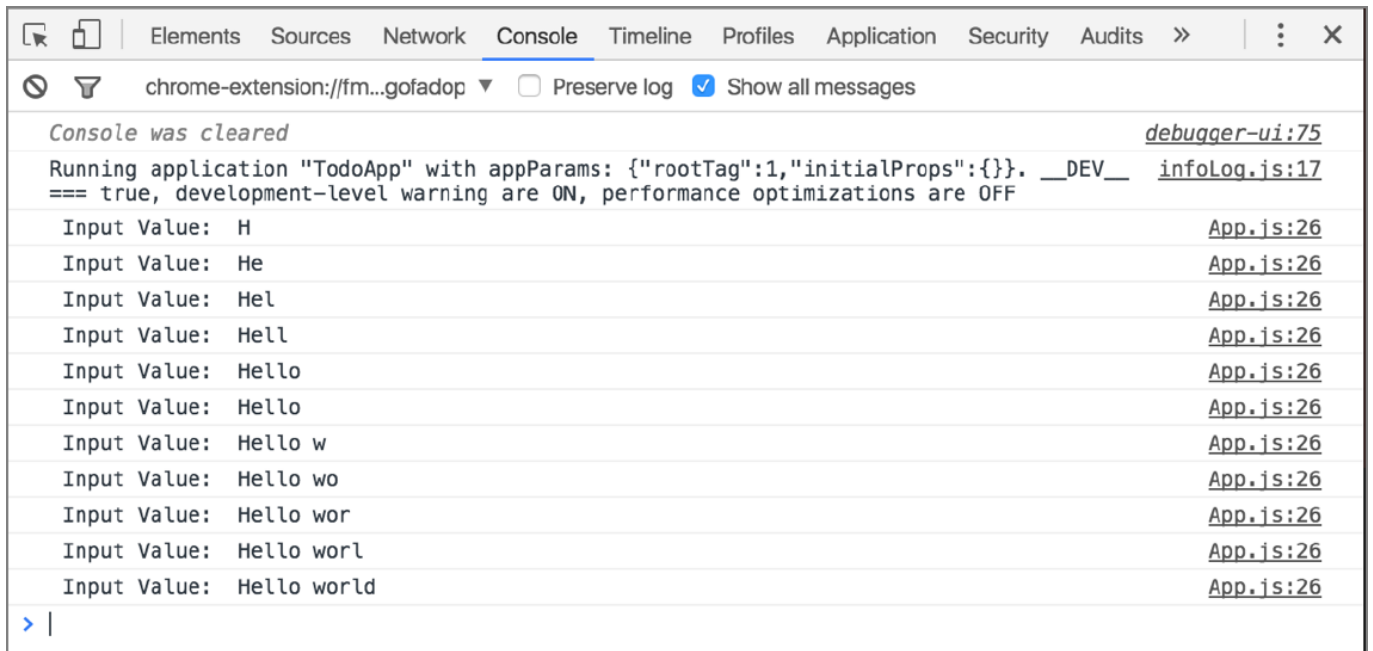 Elements Sources Network Console Timeline Profiles Application Security Audits »
chrome-extension://fm...gofadop ▼ Preserve log Show all messages
Console was cleared debugger-ui:75
Running application "TodoApp" with appParams: {"rootTag":1,"initialProps":{}}. __DEV__ infoLog.js:17
=== true, development-level warning are ON, performance optimizations are OFF
Input Value: H App.js:26
Input Value: He App.js:26
Input Value: Hel App.js:26
Input Value: Hell App.js:26
Input Value: Hello App.js:26
Input Value: Hello App.js:26
Input Value: Hello w App.js:26
Input Value: Hello wo App.js:26
Input Value: Hello wor App.js:26
Input Value: Hello worl App.js:26
Input Value: Hello world App.js:26
>